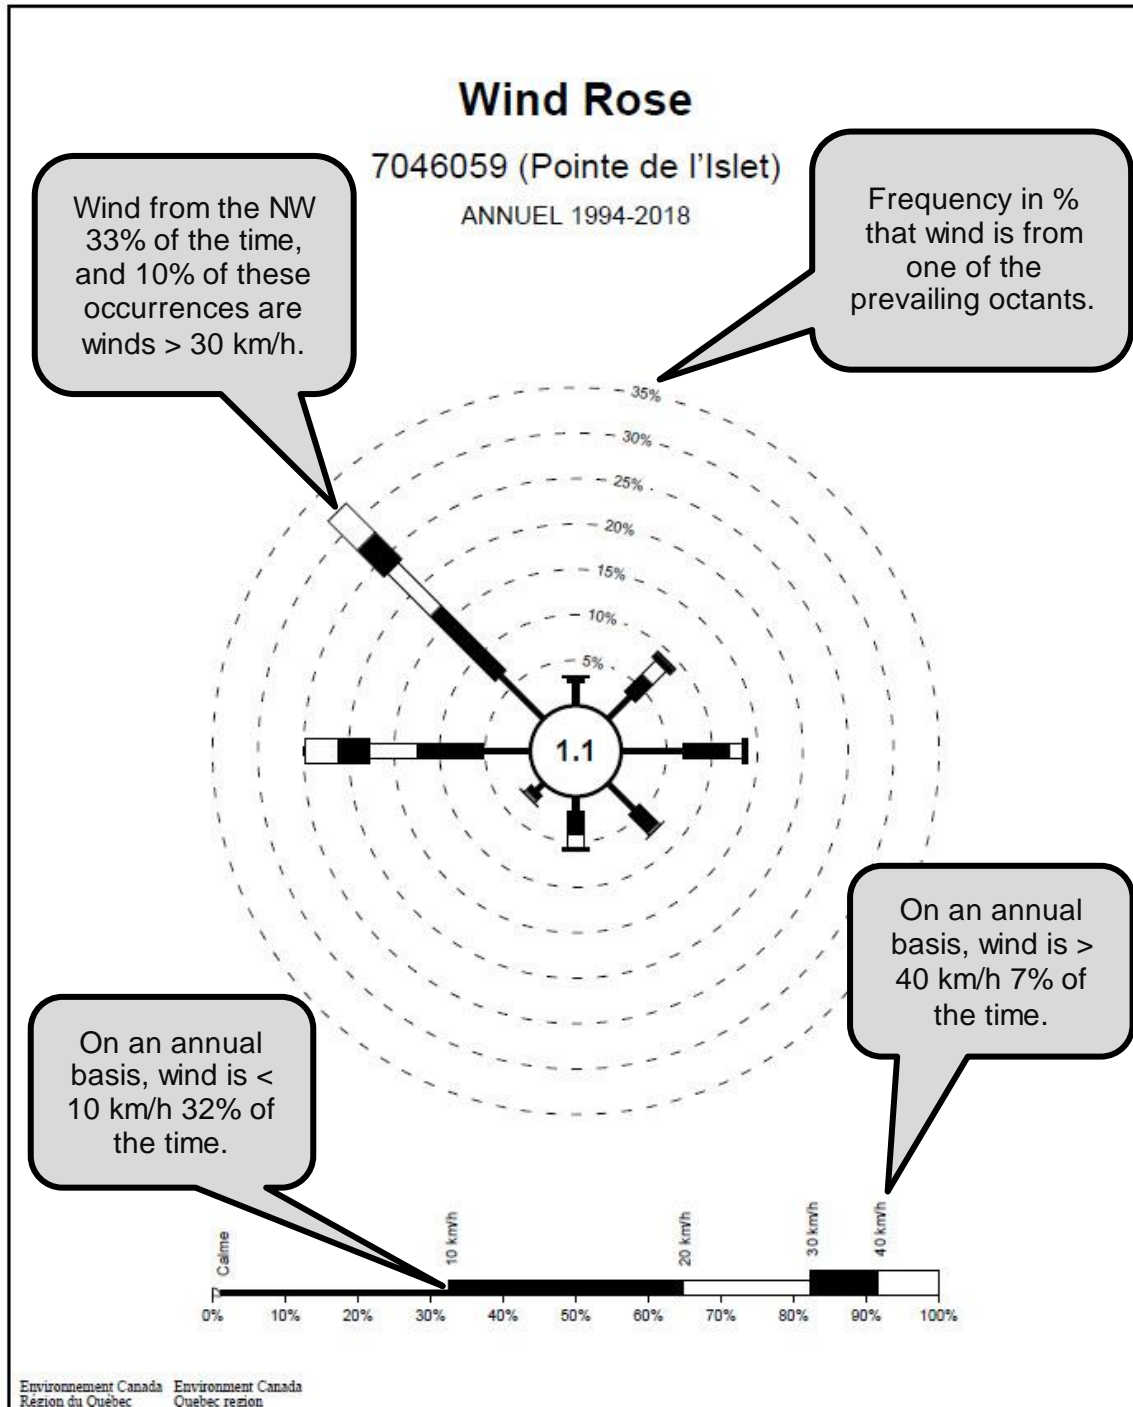 Wind Rose
7046059 (Pointe de l'Islet)
ANNUEL 1994-2018
Wind from the NW
33% of the time,
and 10% of these
occurrences are
winds > 30 km/h.
Frequency in %
that wind is from
one of the
prevailing octants.
35%
30%
25%
20%
15%
10%
5%
1.1
On an annual
basis, wind is >
40 km/h 7% of
the time.
On an annual
basis, wind is <
10 km/h 32% of
the time.
Calme
10 km/h
20 km/h
30 km/h
40 km/h
0% 10% 20% 30% 40% 50% 60% 70% 80% 90% 100%
Environnement Canada Environment Canada
Région du Québec Quebec region